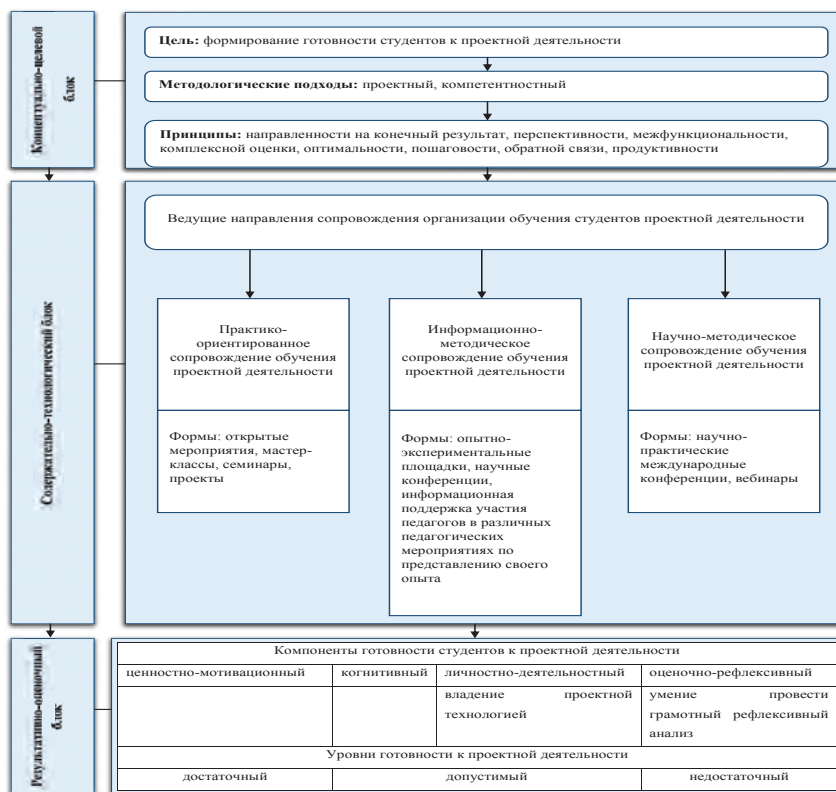 Концептуально-целевой
блок
Цель: формирование готовности студентов к проектной деятельности
Методологические подходы: проектный, компетентностный
Принципы: направленности на конечный результат, перспективности, межфункциональности,
комплексной оценки, оптимальности, пошаговости, обратной связи, продуктивности
Содержательно-технологический блок
Ведущие направления сопровождения организации обучения студентов проектной деятельности
Практико-
ориентированное
сопровождение обучения
проектной деятельности
Формы: открытые
мероприятия, мастер-
классы, семинары,
проекты
Информационно-
методическое
сопровождение обучения
проектной деятельности
Формы: опытно-
экспериментальные
площадки, научные
конференции,
информационная
поддержка участия
педагогов в различных
педагогических
мероприятиях по
представлению своего
опыта
Научно-методическое
сопровождение обучения
проектной деятельности
Формы: научно-
практические
международные
конференции, вебинары
Результативно-оценочный
блок
Компоненты готовности студентов к проектной деятельности
ценностно-мотивационный когнитивный личностно-деятельностный оценочно-рефлексивный
владение проектной
технологией
умение провести
грамотный рефлексивный
анализ
Уровни готовности к проектной деятельности
достаточный допустимый недостаточный